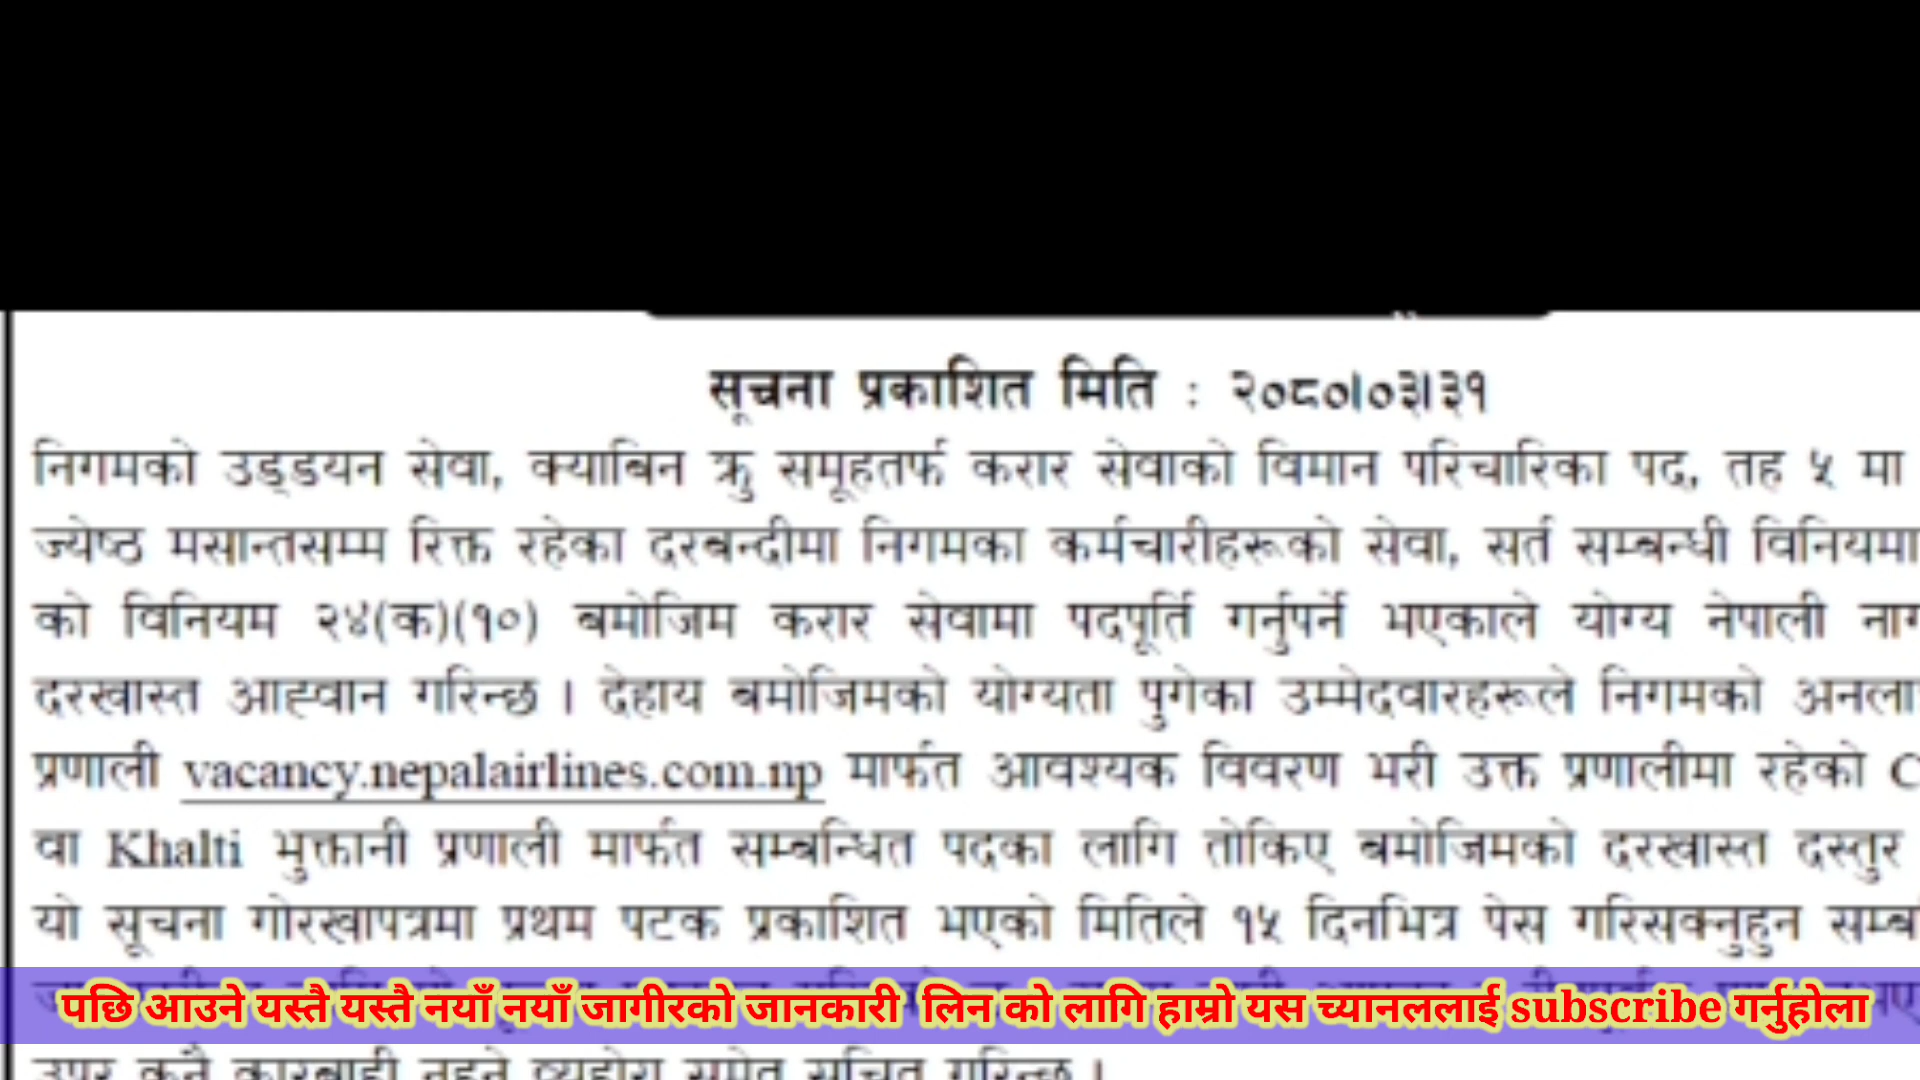 सूचना प्रकाशित मिति : २०८०।०३।३१
निगमको उड्डयन सेवा, क्याबिन क्रु समूहतर्फ करार सेवाको विमान परिचारिका पद, तह ५ मा
ज्येष्ठ मसान्तसम्म रिक्त रहेका दरबन्दीमा निगमका कर्मचारीहरूको सेवा, सर्त सम्बन्धी विनियमा
को विनियम २४(क)(१०) बमोजिम करार सेवामा पदपूर्ति गर्नुपर्ने भएकाले योग्य नेपाली
दरखास्त आह्वान गरिन्छ । देहाय बमोजिमको योग्यता पुगेका उम्मेदवारहरूले निगमको
प्रणाली vacancy.nepalairlines.com.np मार्फत आवश्यक विवरण भरी उक्त प्रणालीमा रहेको
वा Khalti भुक्तानी प्रणाली मार्फत सम्बन्धित पदका लागि तोकिए बमोजिमको दरखास्त दस्तुर
यो सूचना गोरखापत्रमा प्रथम पटक प्रकाशित भएको मितिले १५ दिनभित्र पेस गरिसक्नुहुन
पछि आउने यस्तै यस्तै नयाँ नयाँ जागीरको जानकारी लिन को लागि हाम्रो यस च्यानललाई subscribe गर्नुहोला